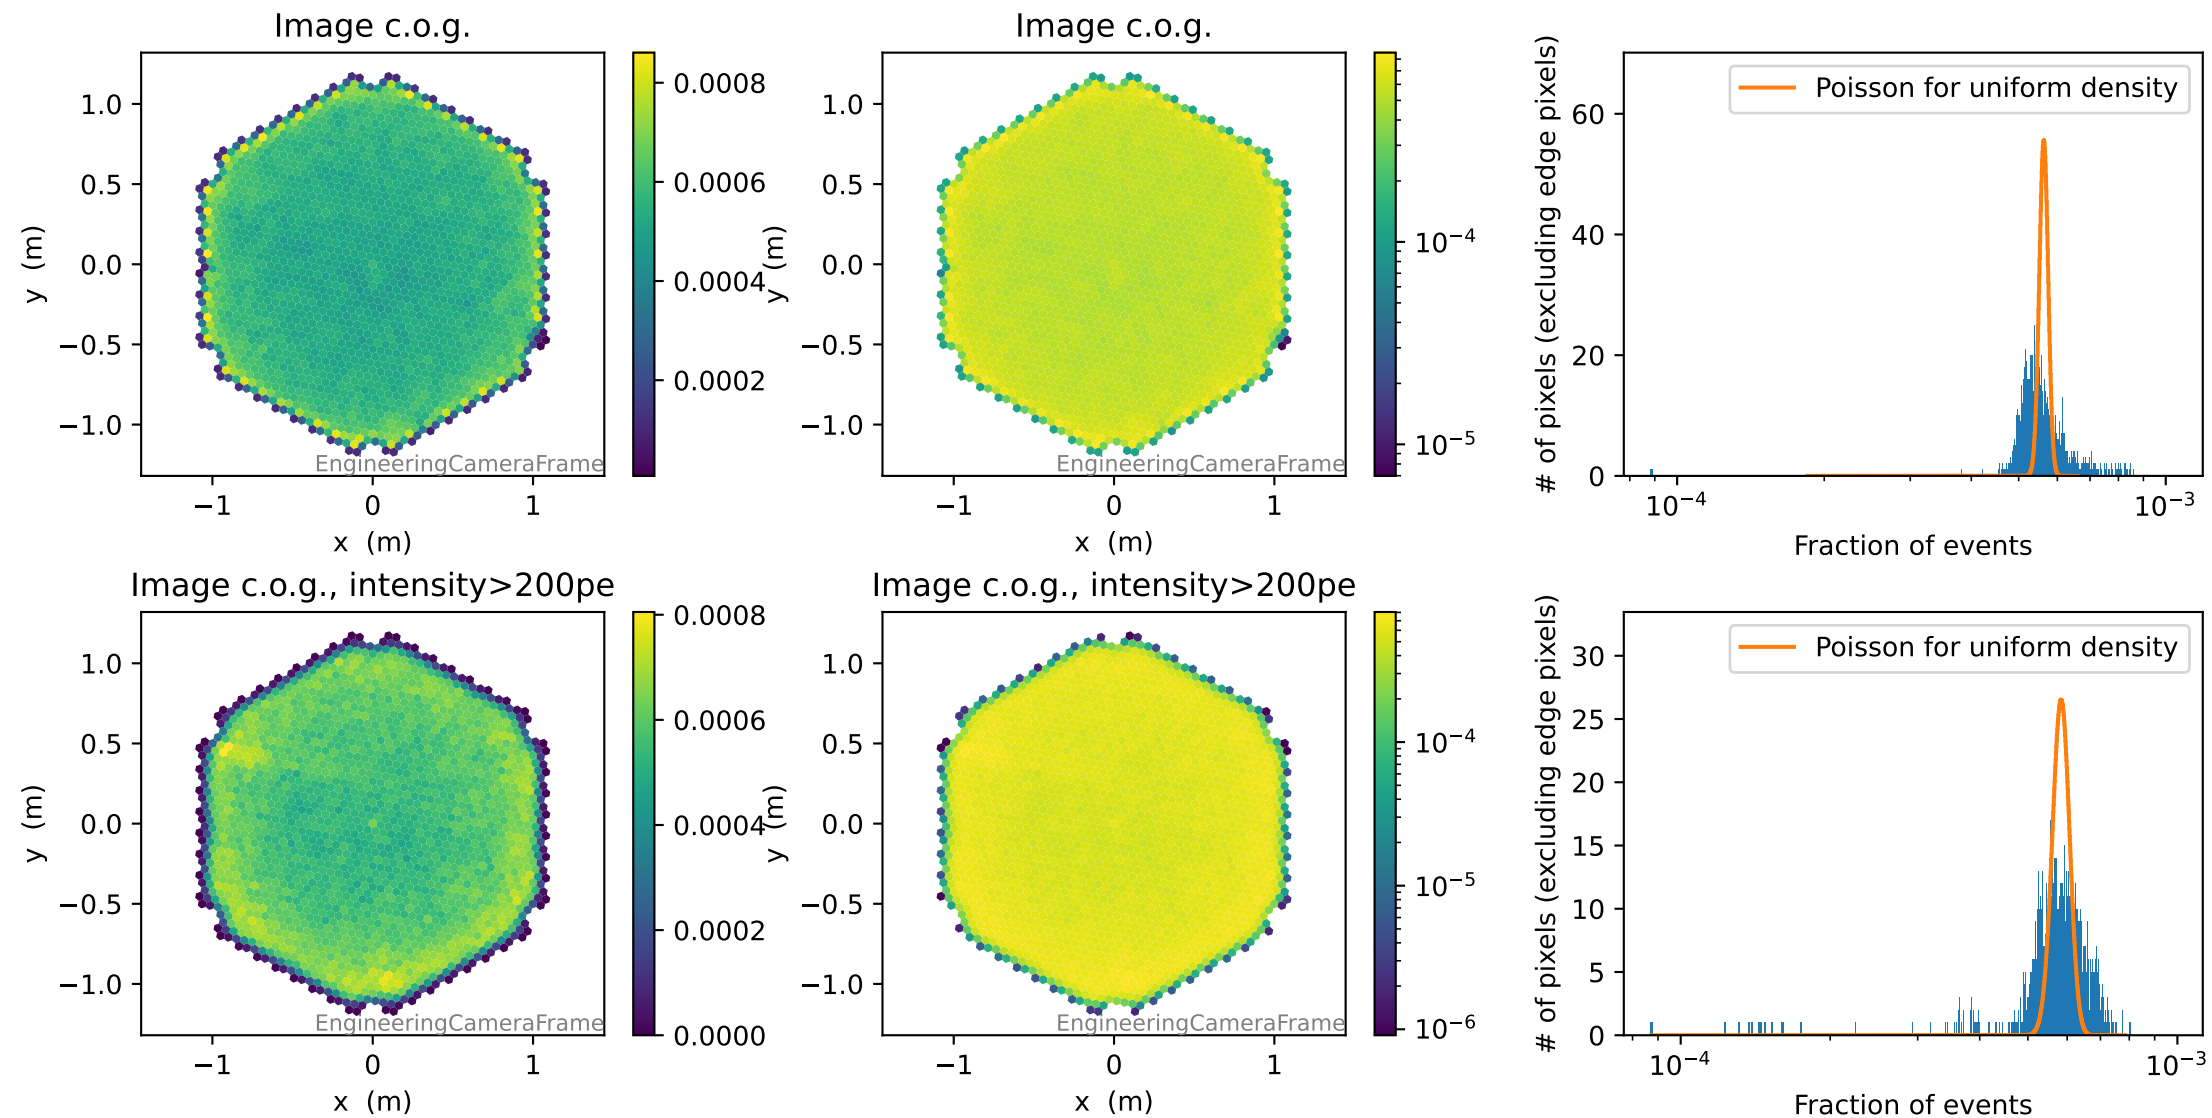 Image c.o.g.
y (m)
1.0
0.5
0.0
−0.5
−1.0
−1 0 1
x (m)
EngineeringCameraFrame
0.0008
0.0006
0.0004
0.0002
Image c.o.g.
y (m)
1.0
0.5
0.0
−0.5
−1.0
−1 0 1
x (m)
EngineeringCameraFrame
10⁻⁴
10⁻⁵
# of pixels (excluding edge pixels)
60
40
20
0
Poisson for uniform density
10⁻⁴ 10⁻³
Fraction of events
Image c.o.g., intensity>200pe
y (m)
1.0
0.5
0.0
−0.5
−1.0
−1 0 1
x (m)
EngineeringCameraFrame
0.0008
0.0006
0.0004
0.0002
0.0000
Image c.o.g., intensity>200pe
y (m)
1.0
0.5
0.0
−0.5
−1.0
−1 0 1
x (m)
EngineeringCameraFrame
10⁻⁴
10⁻⁵
10⁻⁶
# of pixels (excluding edge pixels)
30
25
20
15
10
5
0
Poisson for uniform density
10⁻⁴ 10⁻³
Fraction of events